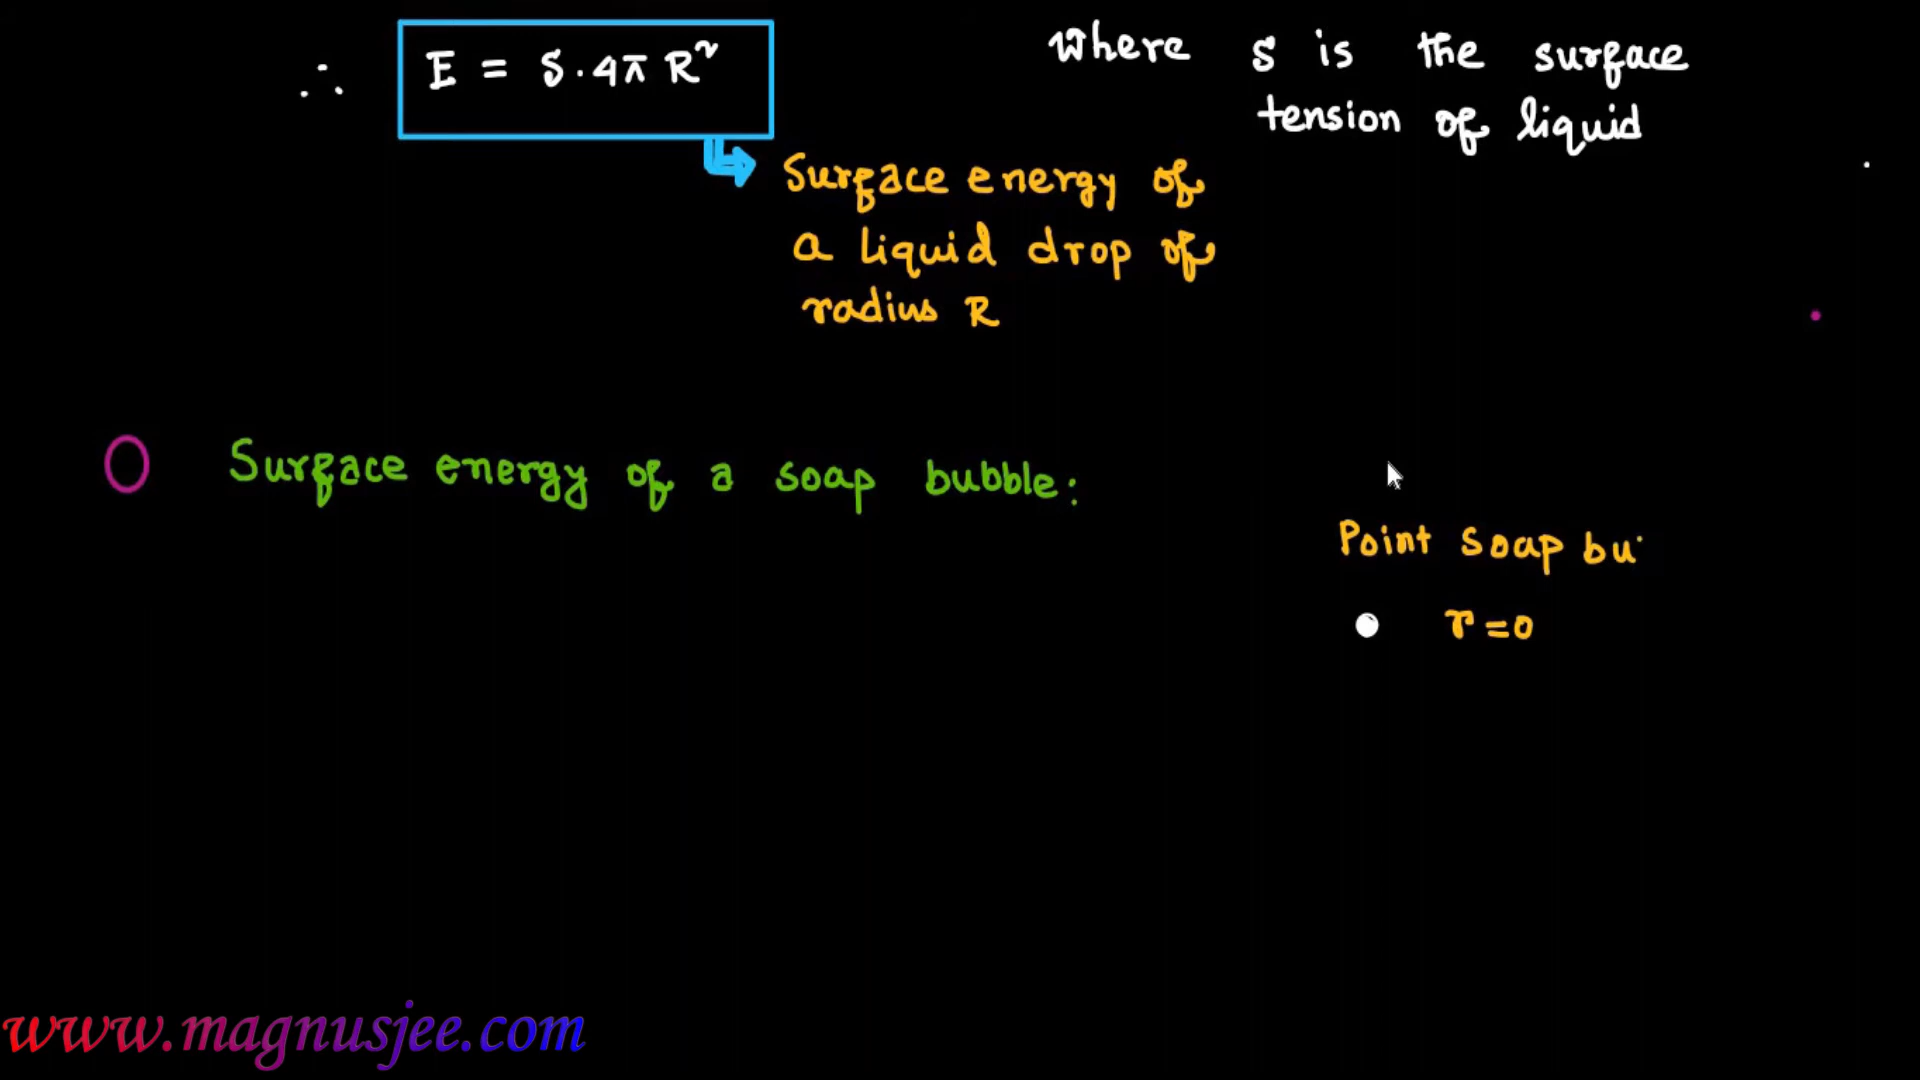 ∴ E = S.4π R²
where S is the surface
tension of liquid
Surface energy of
a liquid drop of
radius R
Surface energy of a soap bubble:
Point soap bu
r = 0
www.magnusjee.com